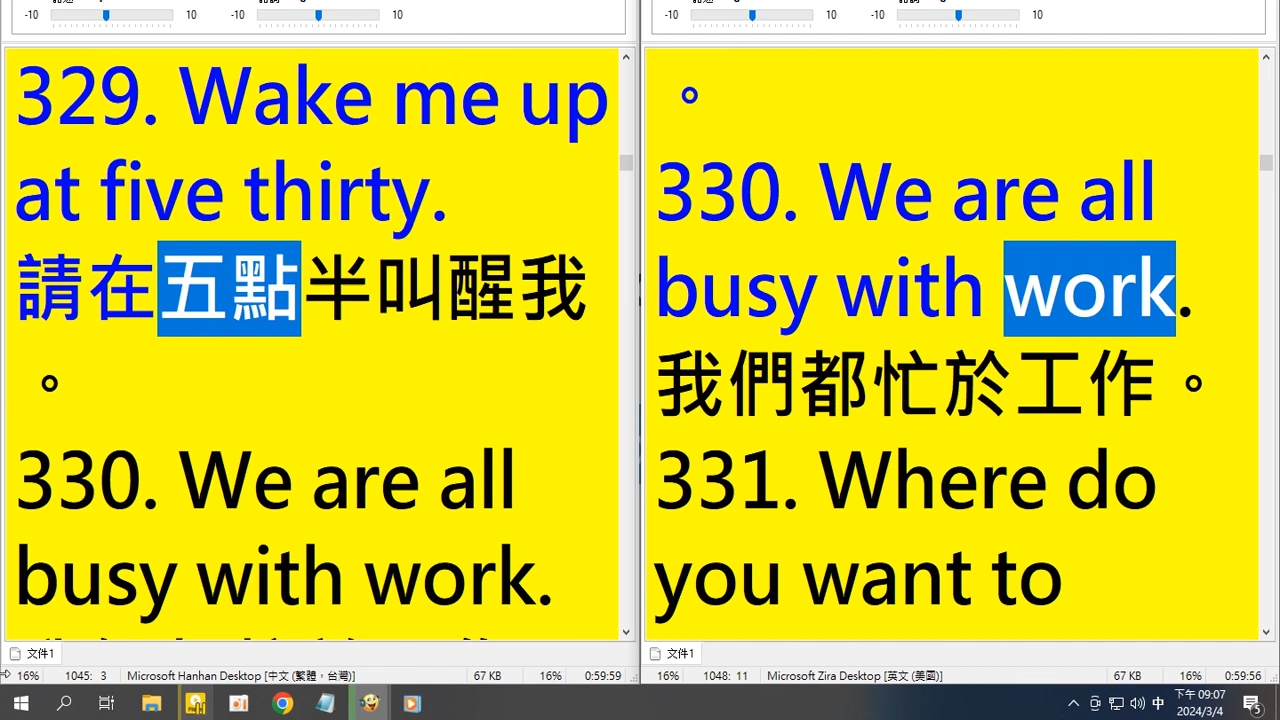 -10 10 -10 10
329. Wake me up
at five thirty.
請在五點半叫醒我
。
330. We are all
busy with work.
文件1
16% 1045: 3 Microsoft Hanhan Desktop [中文 (繁體，台灣)] 67 KB 16% 0:59:59
-10 10 -10 10
。
330. We are all
busy with work.
我們都忙於工作。
331. Where do
you want to
文件1
16% 1048: 11 Microsoft Zira Desktop [英文 (美國)] 67 KB 16% 0:59:56
中
下午 09:07
2024/3/4
5